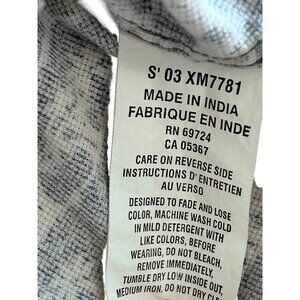 S' 03 XM7781
MADE IN INDIA
FABRIQUE EN INDE
RN 69724
CA 05367
CARE ON REVERSE SIDE
INSTRUCTIONS D' ENTRETIEN
AU VERSO
DESIGNED TO FADE AND LOSE
COLOR, MACHINE WASH COLD
IN MILD DETERGENT WITH
LIKE COLORS, BEFORE
WEARING, DO NOT BLEACH,
REMOVE IMMEDIATELY,
TUMBLE DRY LOW INSIDE OUT,
MEDIUM IRON, DO NOT DRY